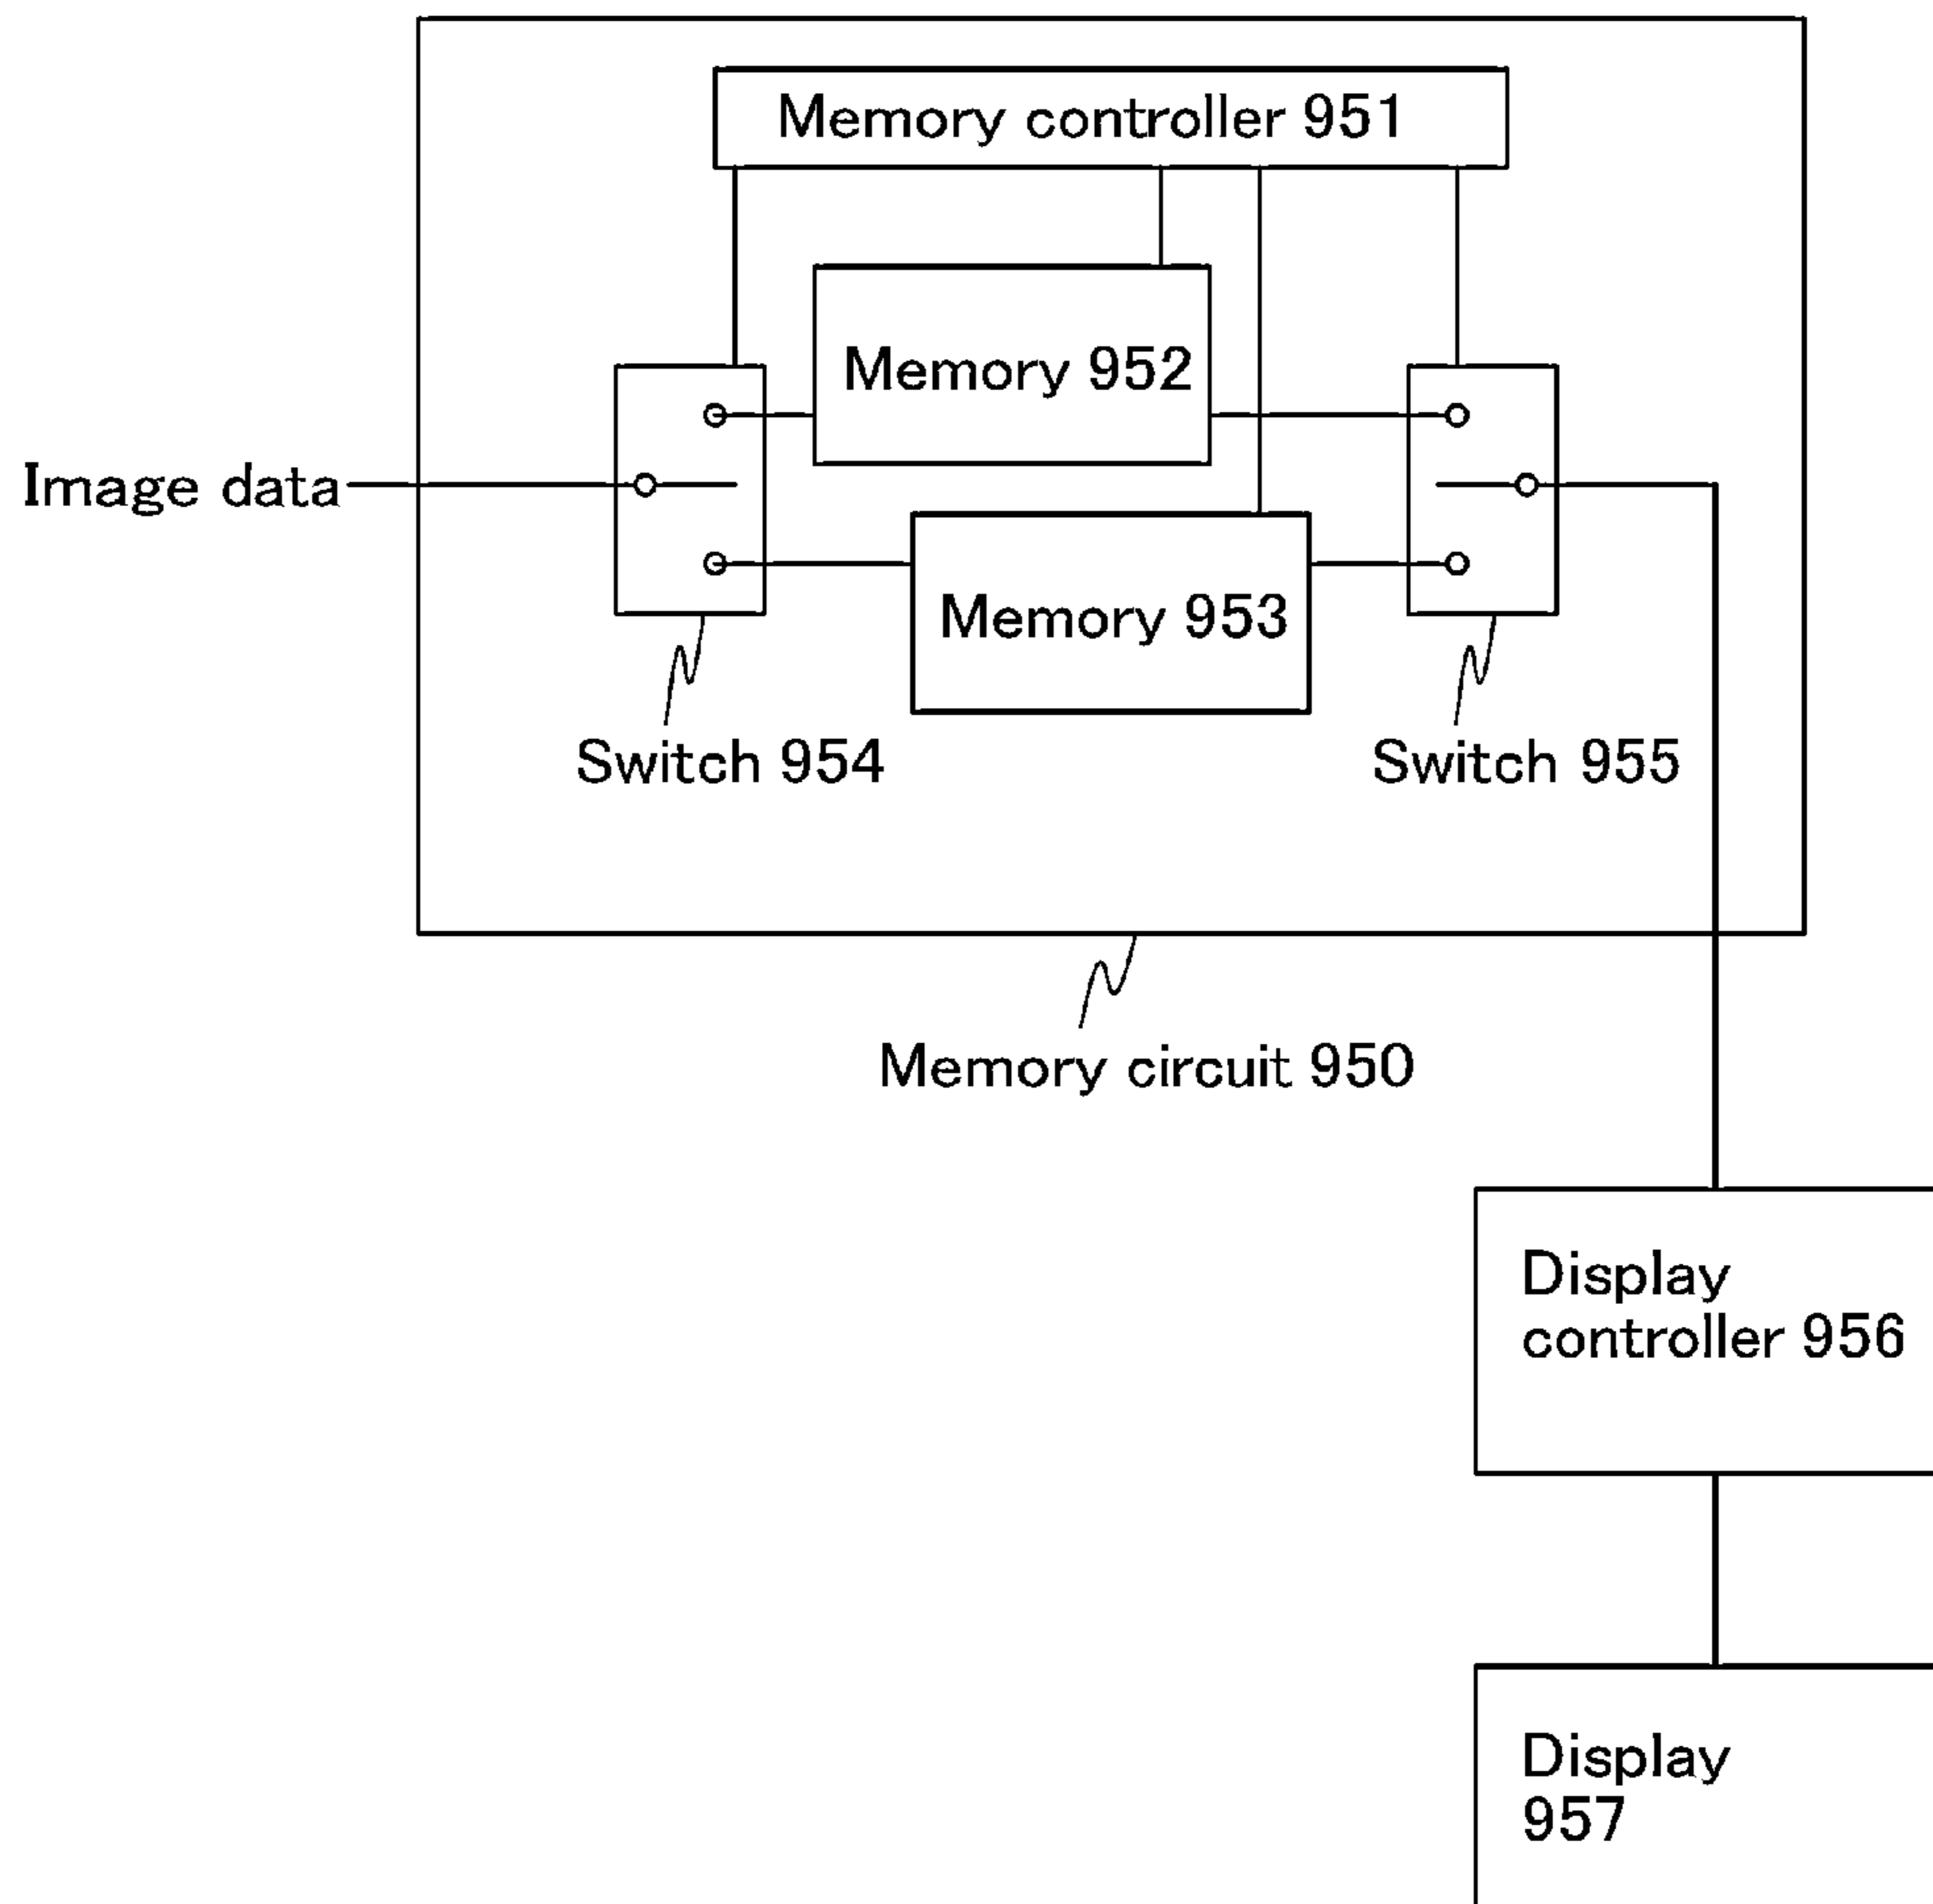 Memory controller 951
Memory 952
Image data
Memory 953
Switch 954
Switch 955
Memory circuit 950
Display
controller 956
Display
957